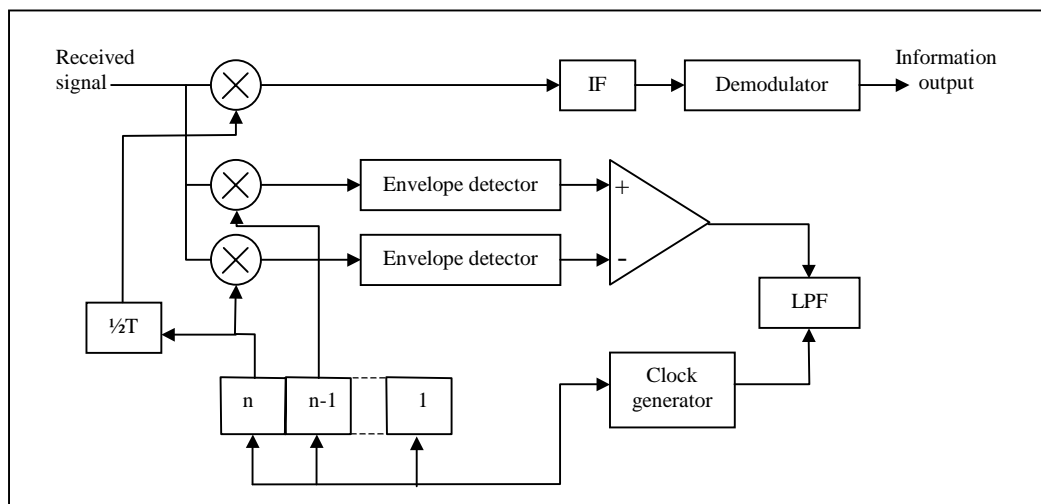 Received
signal
IF
Demodulator
Information
output
Envelope detector
+
Envelope detector
-
½T
LPF
Clock
generator
n
n-1
1